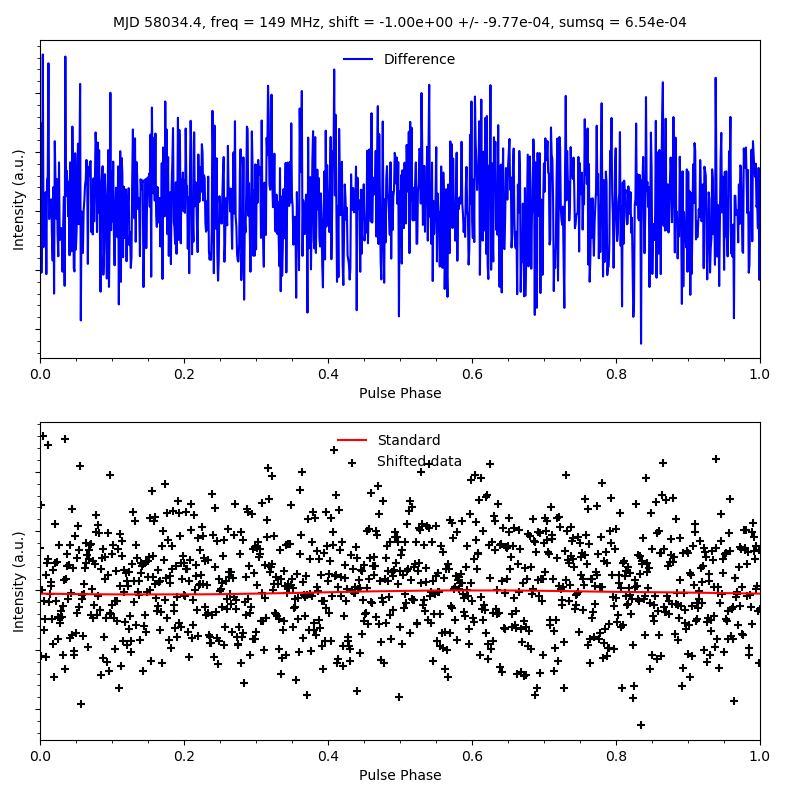 MJD 58034.4, freq = 149 MHz, shift = -1.00e+00 +/- -9.77e-04, sumsq = 6.54e-04
Difference
Intensity (a.u.)
0.0 0.2 0.4 0.6 0.8 1.0
Pulse Phase
Standard
Shifted data
Intensity (a.u.)
0.0 0.2 0.4 0.6 0.8 1.0
Pulse Phase